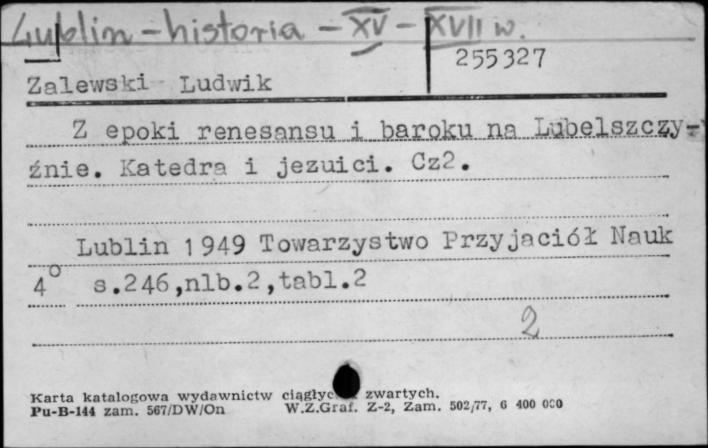 Lublin - historia - XV - XVII w.
255327
Zalewski Ludwik
Z epoki renesansu i baroku na Lubelszczy-
źnie. Katedra i jezuici. Cz2.
Lublin 1949 Towarzystwo Przyjaciół Nauk
4° s.246,nlb.2,tabl.2
2
Karta katalogowa wydawnictw zwartych.
Pu-B-144 zam. 567/DW/On W.Z.Graf. Z-2, Zam. 502/77, 6 400 000